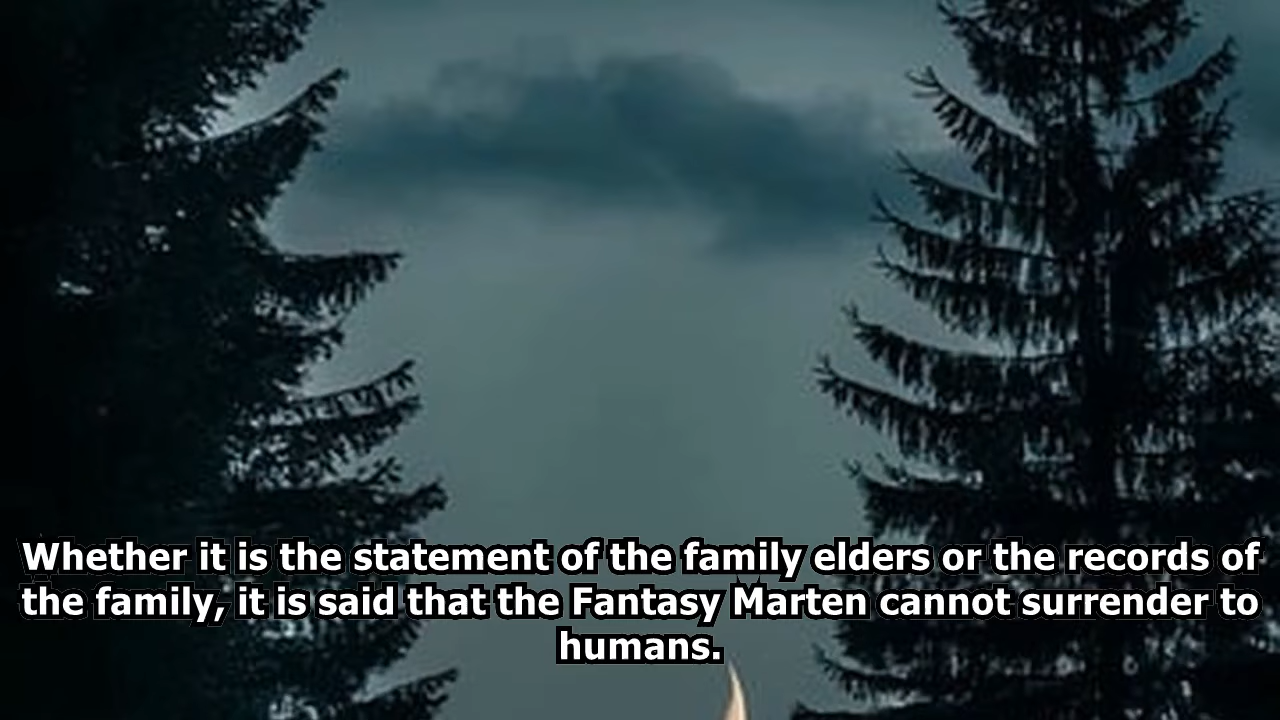 Whether it is the statement of the family elders or the records of
the family, it is said that the Fantasy Marten cannot surrender to
humans.